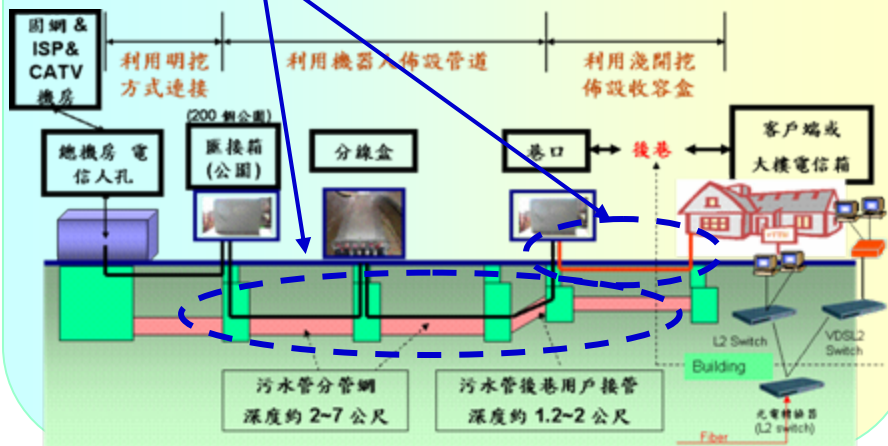 固網 &
ISP&
CATV
機房
利用明挖
方式連接
利用機器人佈設管道
利用淺開挖
佈設收容盒
(200 個公園)
總機房 電
信人孔
匯接箱
(公園)
分線盒
巷口
後巷
客戶端或
大樓電信箱
L2 Switch
VDSL2
Switch
Building
污水管分管網
深度約 2~7 公尺
污水管後巷用戶接管
深度約 1.2~2 公尺
光電轉換器
(L2 switch)
Fiber